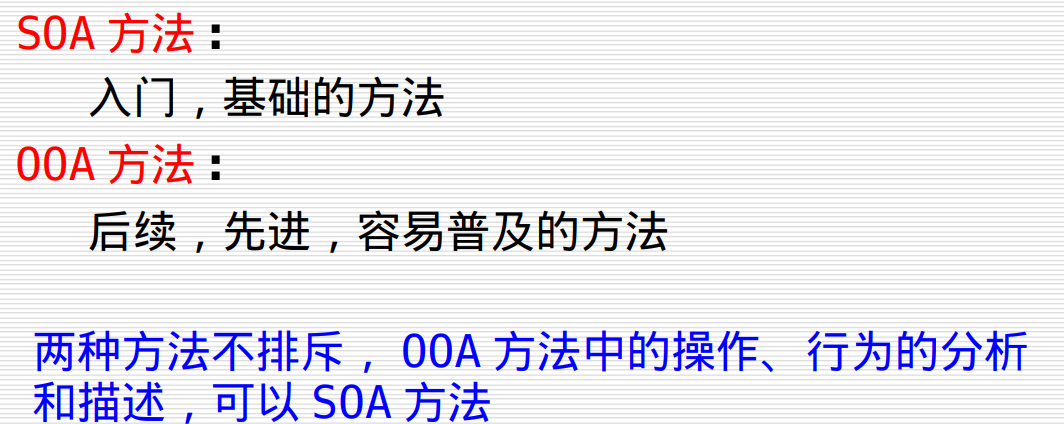 SOA 方法：
入门，基础的方法
OOA 方法：
后续，先进，容易普及的方法
两种方法不排斥，OOA 方法中的操作、行为的分析
和描述，可以 SOA 方法